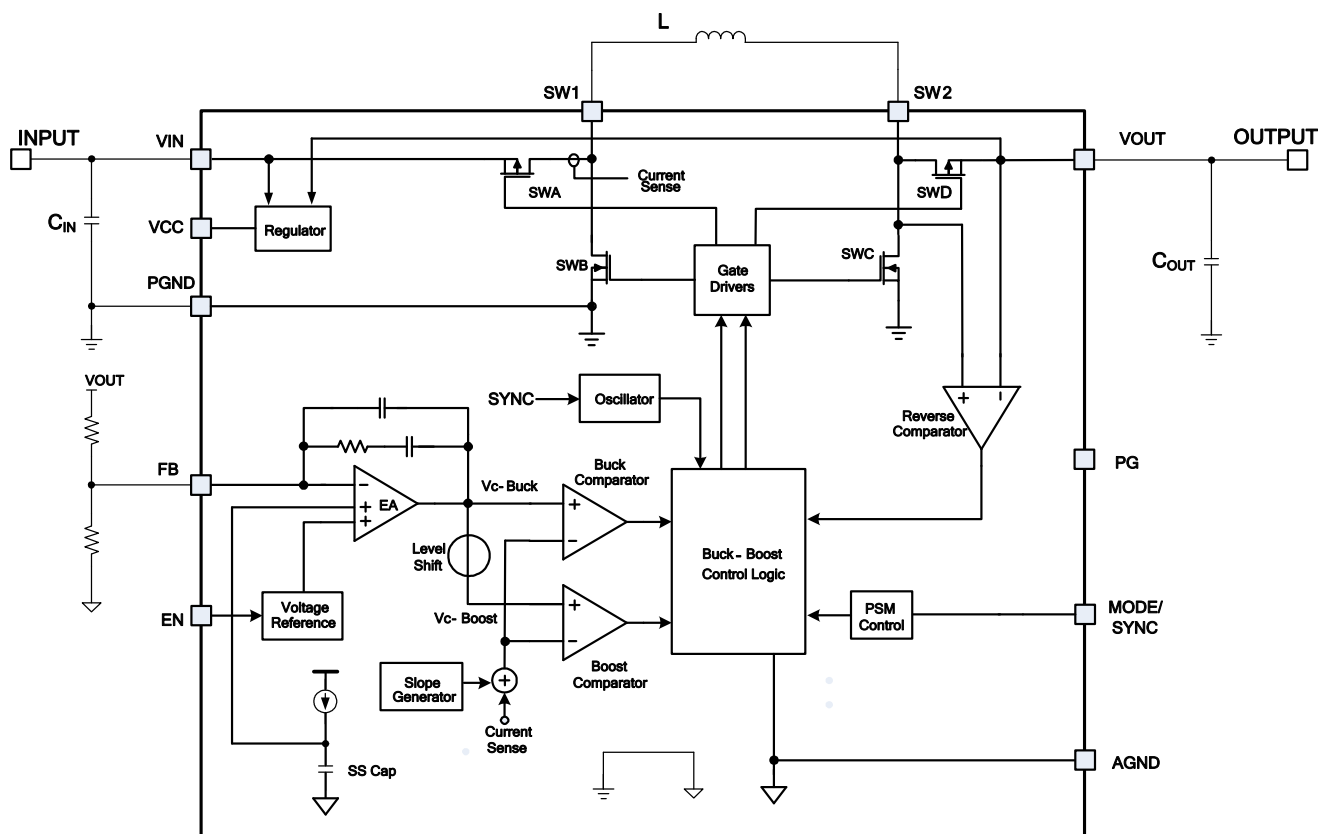 L
SW1
SW2
INPUT
VIN
VOUT
OUTPUT
SWA
Current
Sense
SWD
CIN
VCC
Regulator
SWB
Gate
Drivers
SWC
COUT
PGND
VOUT
SYNC
Oscillator
+
–
Reverse
Comparator
FB
PG
–
+
+
EA
Vc- Buck
Buck
Comparator
+
–
Level
Shift
Buck - Boost
Control Logic
EN
Voltage
Reference
Vc- Boost
+
–
Boost
Comparator
PSM
Control
MODE/
SYNC
Slope
Generator
+
Current
Sense
SS Cap
AGND